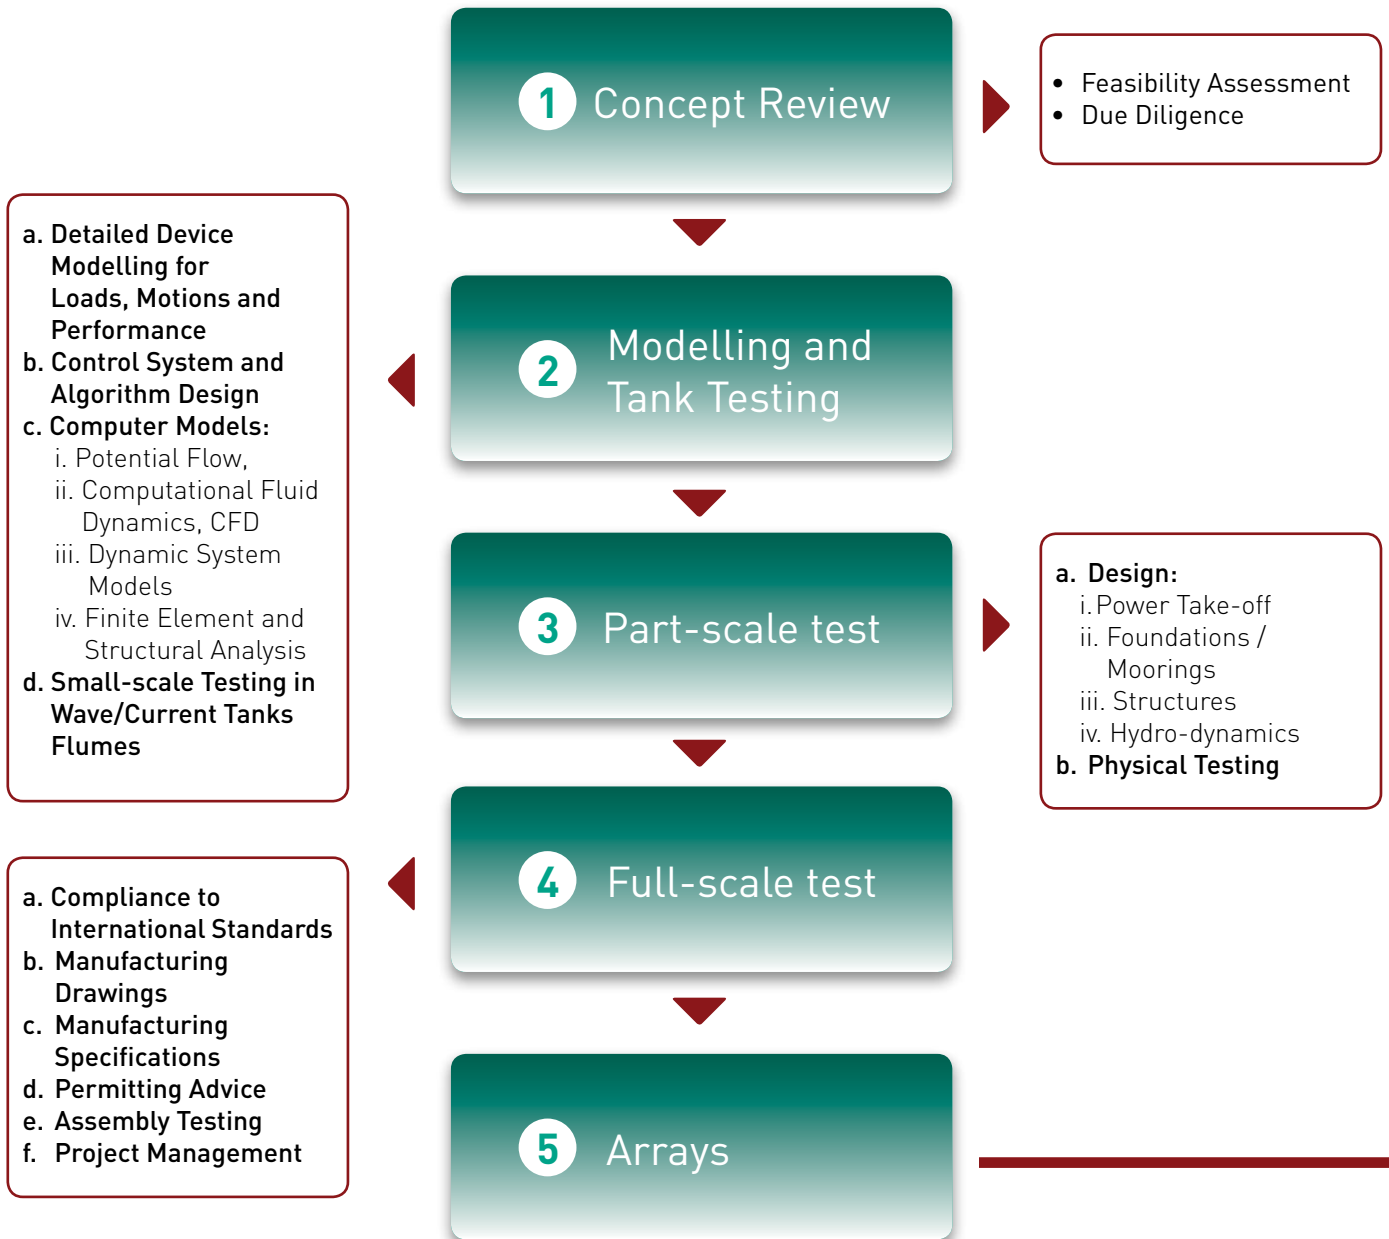 1 Concept Review
• Feasibility Assessment
• Due Diligence
2 Modelling and
Tank Testing
a. Detailed Device
Modelling for
Loads, Motions and
Performance
b. Control System and
Algorithm Design
c. Computer Models:
i. Potential Flow,
ii. Computational Fluid
Dynamics, CFD
iii. Dynamic System
Models
iv. Finite Element and
Structural Analysis
d. Small-scale Testing in
Wave/Current Tanks
Flumes
3 Part-scale test
a. Design:
i. Power Take-off
ii. Foundations /
Moorings
iii. Structures
iv. Hydro-dynamics
b. Physical Testing
4 Full-scale test
a. Compliance to
International Standards
b. Manufacturing
Drawings
c. Manufacturing
Specifications
d. Permitting Advice
e. Assembly Testing
f. Project Management
5 Arrays